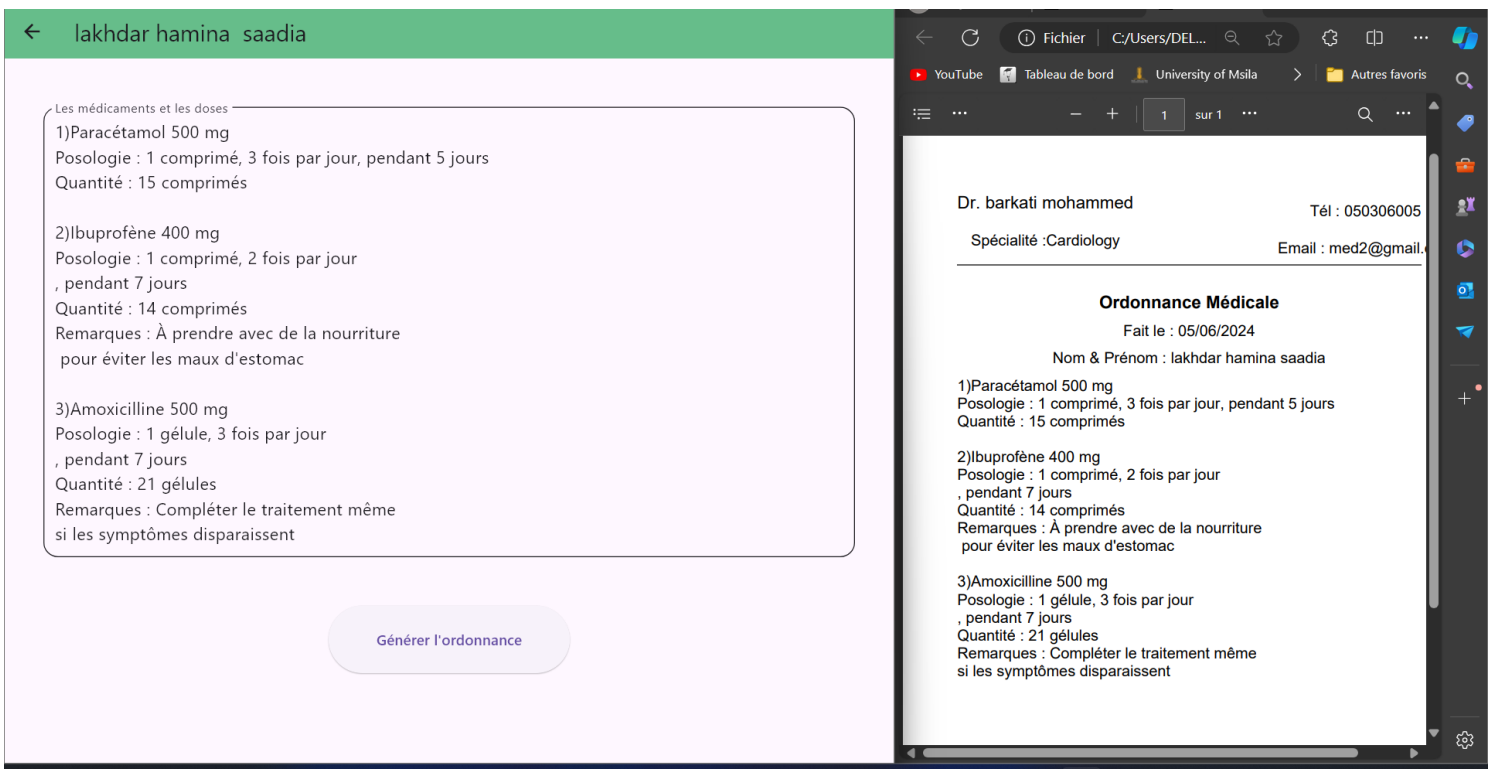 lakhdar hamina  saadia
Les médicaments et les doses
1)Paracétamol 500 mg
Posologie : 1 comprimé, 3 fois par jour, pendant 5 jours
Quantité : 15 comprimés
2)Ibuprofène 400 mg
Posologie : 1 comprimé, 2 fois par jour
, pendant 7 jours
Quantité : 14 comprimés
Remarques : À prendre avec de la nourriture
pour éviter les maux d'estomac
3)Amoxicilline 500 mg
Posologie : 1 gélule, 3 fois par jour
, pendant 7 jours
Quantité : 21 gélules
Remarques : Compléter le traitement même
si les symptômes disparaissent
Générer l'ordonnance
Fichier | C:/Users/DEL...
YouTube Tableau de bord University of Msila Autres favoris
1 sur 1
Dr. barkati mohammed
Tél : 050306005
Spécialité :Cardiology
Email : med2@gmail.
Ordonnance Médicale
Fait le : 05/06/2024
Nom & Prénom : lakhdar hamina saadia
1)Paracétamol 500 mg
Posologie : 1 comprimé, 3 fois par jour, pendant 5 jours
Quantité : 15 comprimés
2)Ibuprofène 400 mg
Posologie : 1 comprimé, 2 fois par jour
, pendant 7 jours
Quantité : 14 comprimés
Remarques : À prendre avec de la nourriture
pour éviter les maux d'estomac
3)Amoxicilline 500 mg
Posologie : 1 gélule, 3 fois par jour
, pendant 7 jours
Quantité : 21 gélules
Remarques : Compléter le traitement même
si les symptômes disparaissent